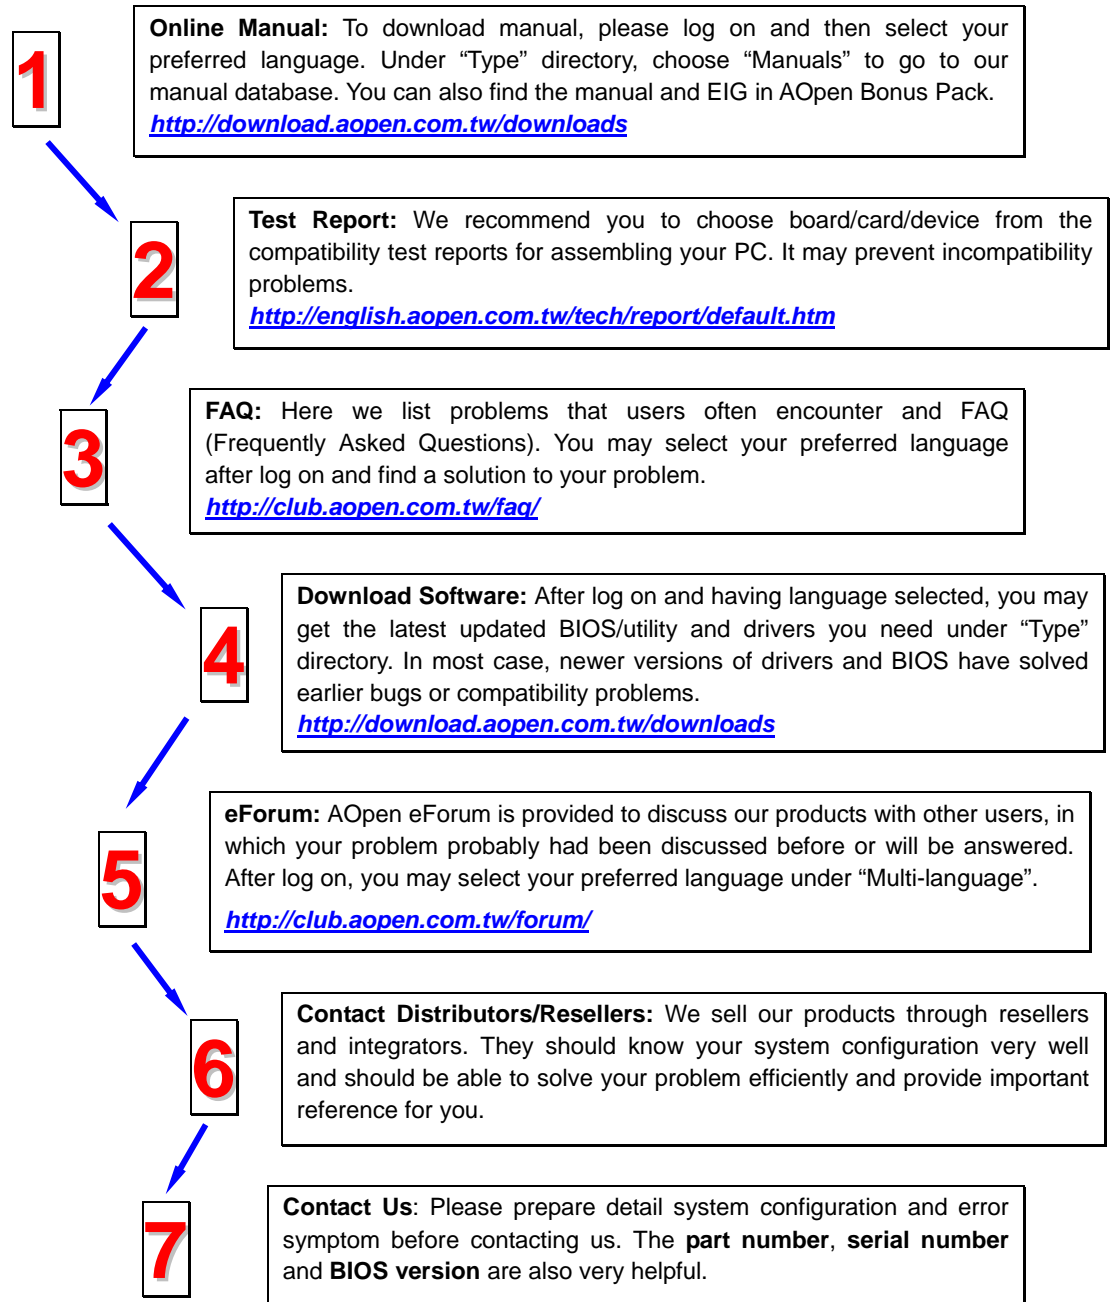 1
Online Manual: To download manual, please log on and then select your
preferred language. Under “Type” directory, choose “Manuals” to go to our
manual database. You can also find the manual and EIG in AOpen Bonus Pack.
http://download.aopen.com.tw/downloads
2
Test Report: We recommend you to choose board/card/device from the
compatibility test reports for assembling your PC. It may prevent incompatibility
problems.
http://english.aopen.com.tw/tech/report/default.htm
3
FAQ: Here we list problems that users often encounter and FAQ
(Frequently Asked Questions). You may select your preferred language
after log on and find a solution to your problem.
http://club.aopen.com.tw/faq/
4
Download Software: After log on and having language selected, you may
get the latest updated BIOS/utility and drivers you need under “Type”
directory. In most case, newer versions of drivers and BIOS have solved
earlier bugs or compatibility problems.
http://download.aopen.com.tw/downloads
5
eForum: AOpen eForum is provided to discuss our products with other users, in
which your problem probably had been discussed before or will be answered.
After log on, you may select your preferred language under “Multi-language”.
http://club.aopen.com.tw/forum/
6
Contact Distributors/Resellers: We sell our products through resellers
and integrators. They should know your system configuration very well
and should be able to solve your problem efficiently and provide important
reference for you.
7
Contact Us: Please prepare detail system configuration and error
symptom before contacting us. The part number, serial number
and BIOS version are also very helpful.